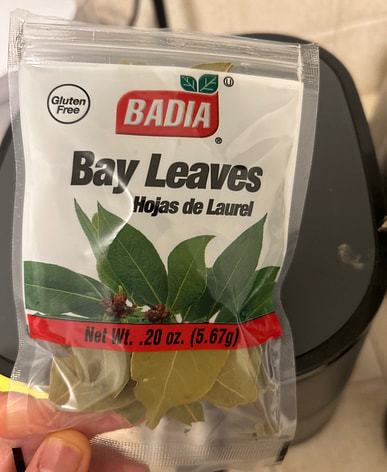 Gluten
Free
BADIA
Ⓤ
®
Bay Leaves
Hojas de Laurel
Net Wt. .20 oz. (5.67g)